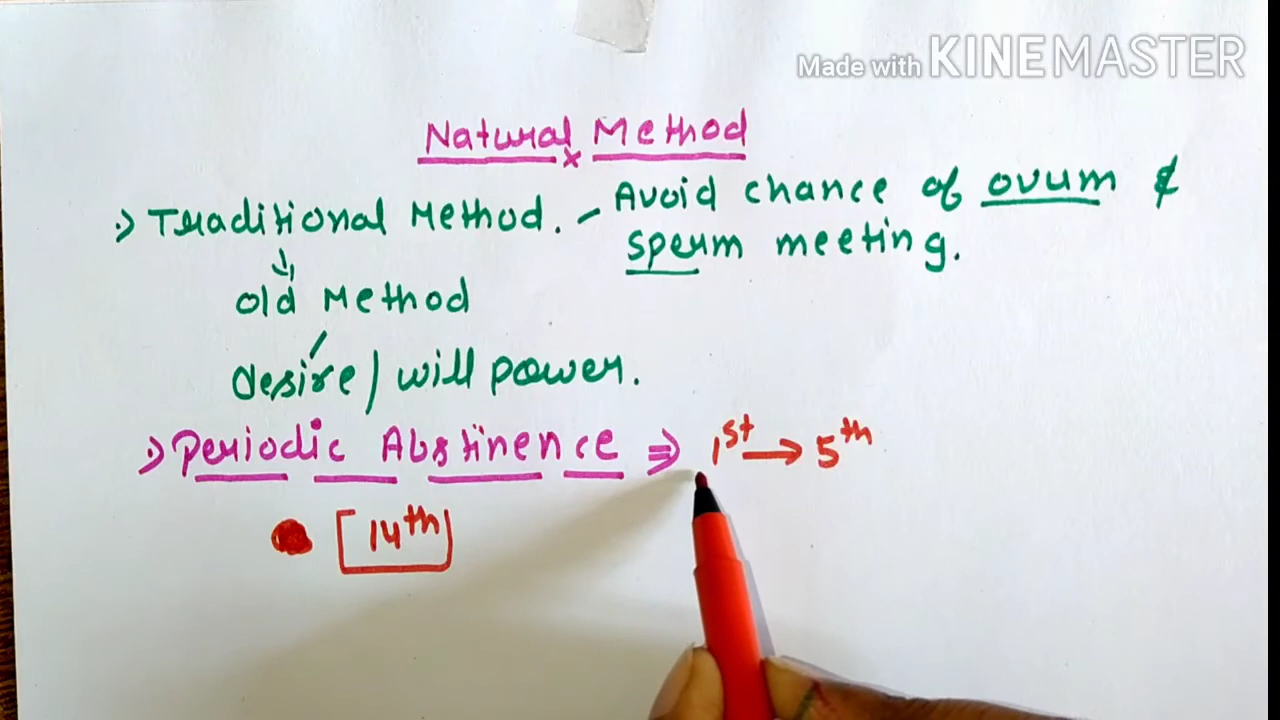 Made with KINEMASTER
Natural Method
Traditional Method. - Avoid chance of ovum &
sperm meeting.
old Method
desire / will power.
Periodic Abstinence ⇒ 1st → 5th
[14th]